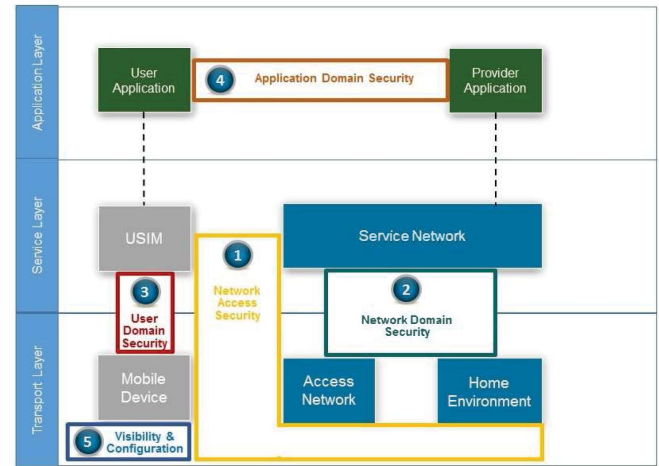 Application Layer
User
Application
4
Application Domain Security
Provider
Application
Service Layer
USIM
Service Network
1
Network
Access
Security
3
User
Domain
Security
2
Network Domain
Security
Transport Layer
Mobile
Device
Access
Network
Home
Environment
5
Visibility &
Configuration